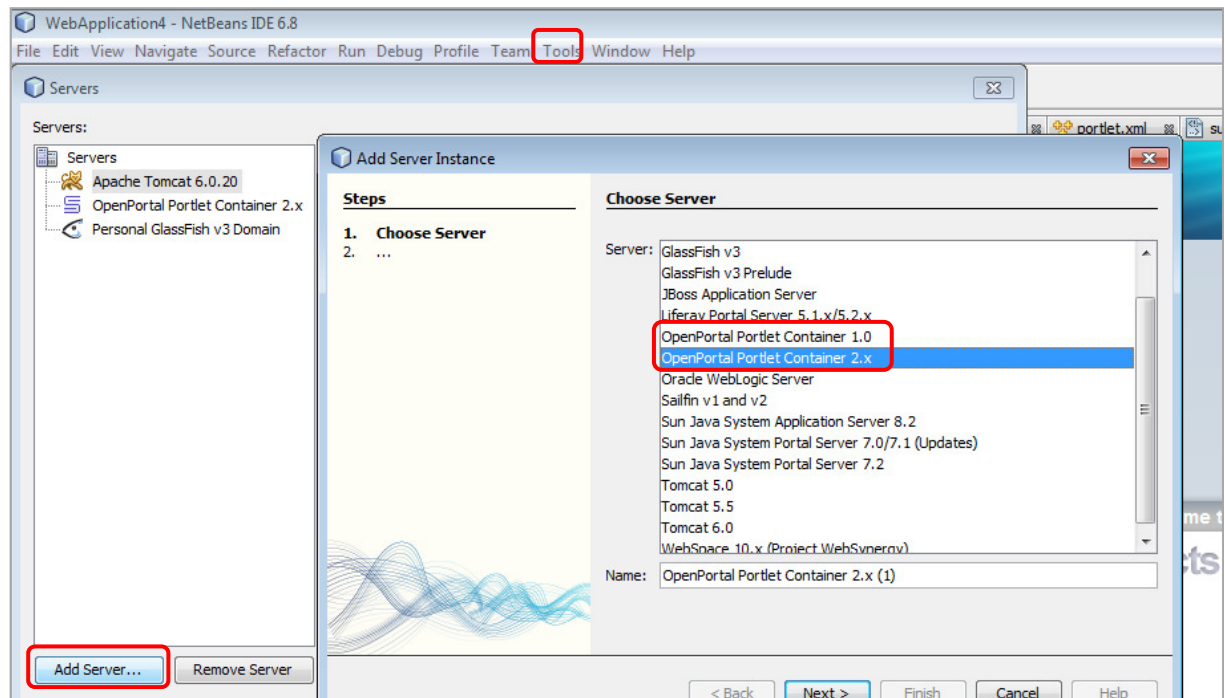 WebApplication4 - NetBeans IDE 6.8
File Edit View Navigate Source Refactor Run Debug Profile Team Tools Window Help
Servers
portlet.xml
Servers:
Servers
Apache Tomcat 6.0.20
OpenPortal Portlet Container 2.x
Personal GlassFish v3 Domain
Add Server...
Remove Server
Add Server Instance
Steps
1. Choose Server
2. ...
Choose Server
Server:
GlassFish v3
GlassFish v3 Prelude
JBoss Application Server
Liferay Portal Server 5.1.x/5.2.x
OpenPortal Portlet Container 1.0
OpenPortal Portlet Container 2.x
Oracle WebLogic Server
Sailfin v1 and v2
Sun Java System Application Server 8.2
Sun Java System Portal Server 7.0/7.1 (Updates)
Sun Java System Portal Server 7.2
Tomcat 5.0
Tomcat 5.5
Tomcat 6.0
WebSpace 10.x (Project WebSynergy)
Name: OpenPortal Portlet Container 2.x (1)
< Back Next > Finish Cancel Help